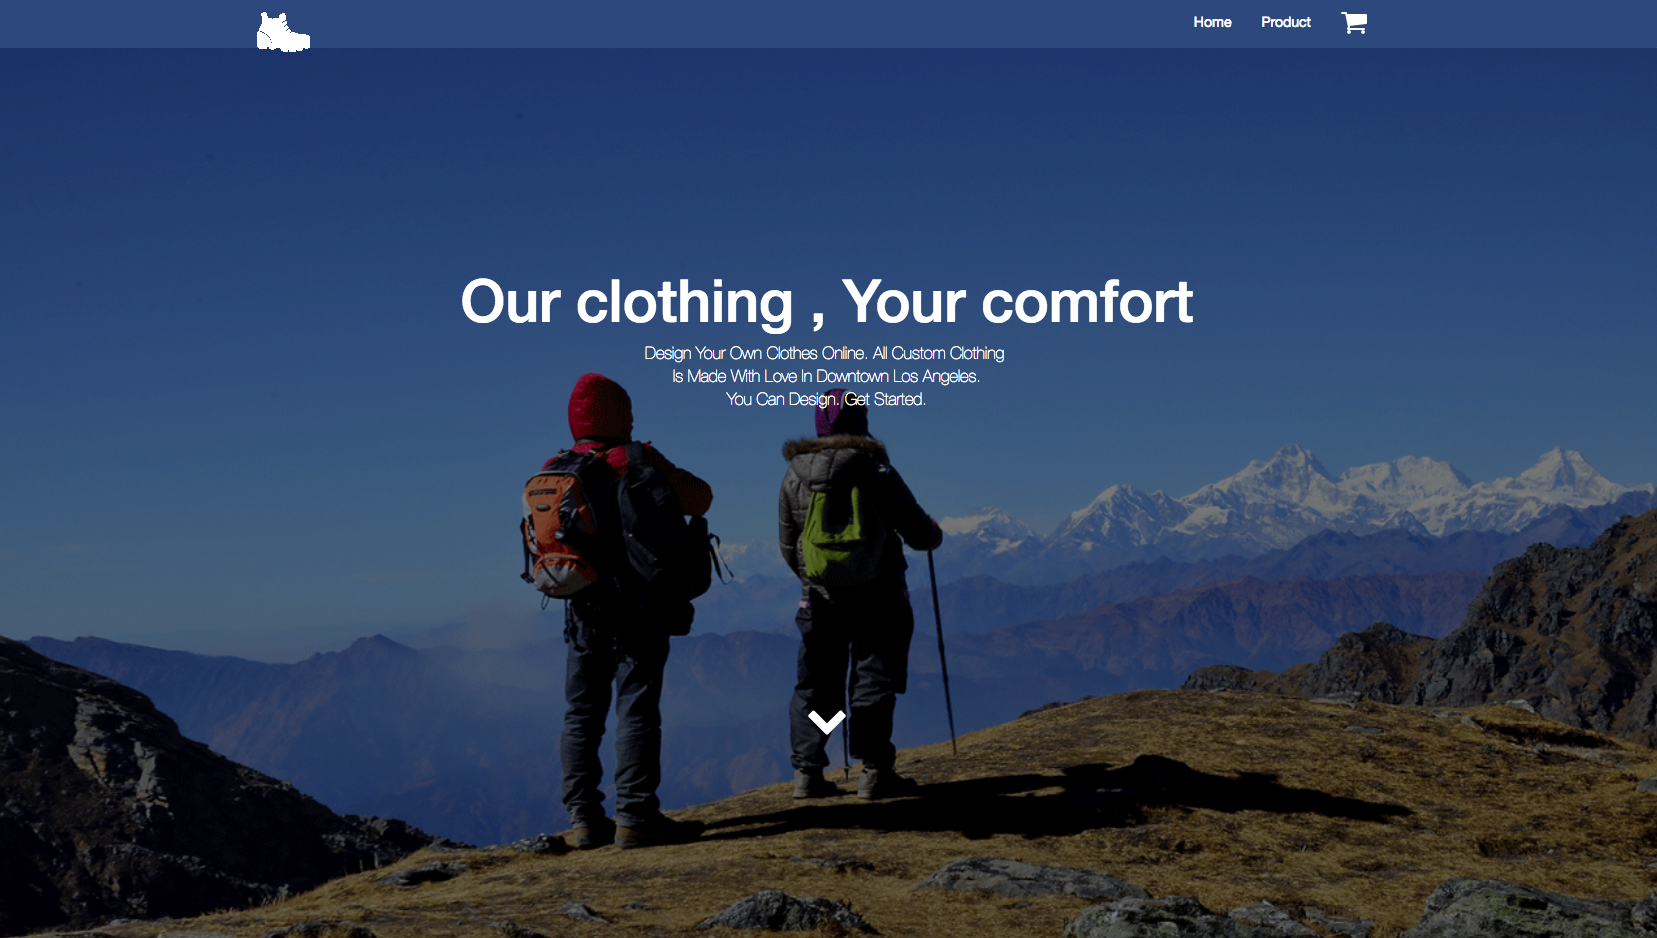 Home Product
Our clothing , Your comfort
Design Your Own Clothes Online. All Custom Clothing
Is Made With Love In Downtown Los Angeles.
You Can Design. Get Started.